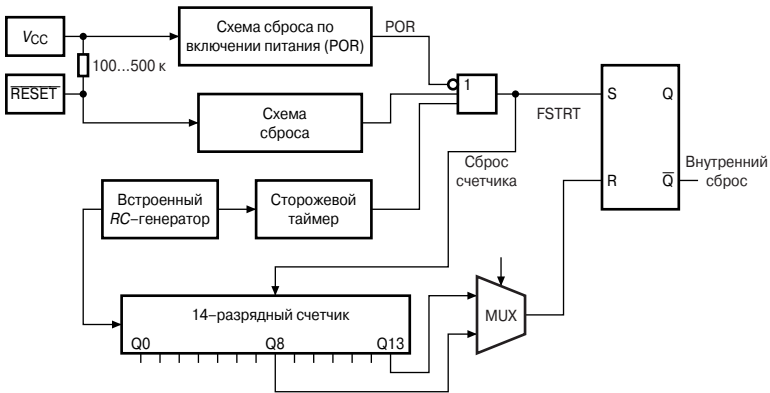 VCC
Схема сброса по
включении питания (POR)
POR
100...500 к
RESET
Схема
сброса
1
FSTRT
S
Q
R
Q
Внутренний
сброс
Сброс
счетчика
Встроенный
RC–генератор
Сторожевой
таймер
14–разрядный счетчик
Q0
Q8
Q13
MUX